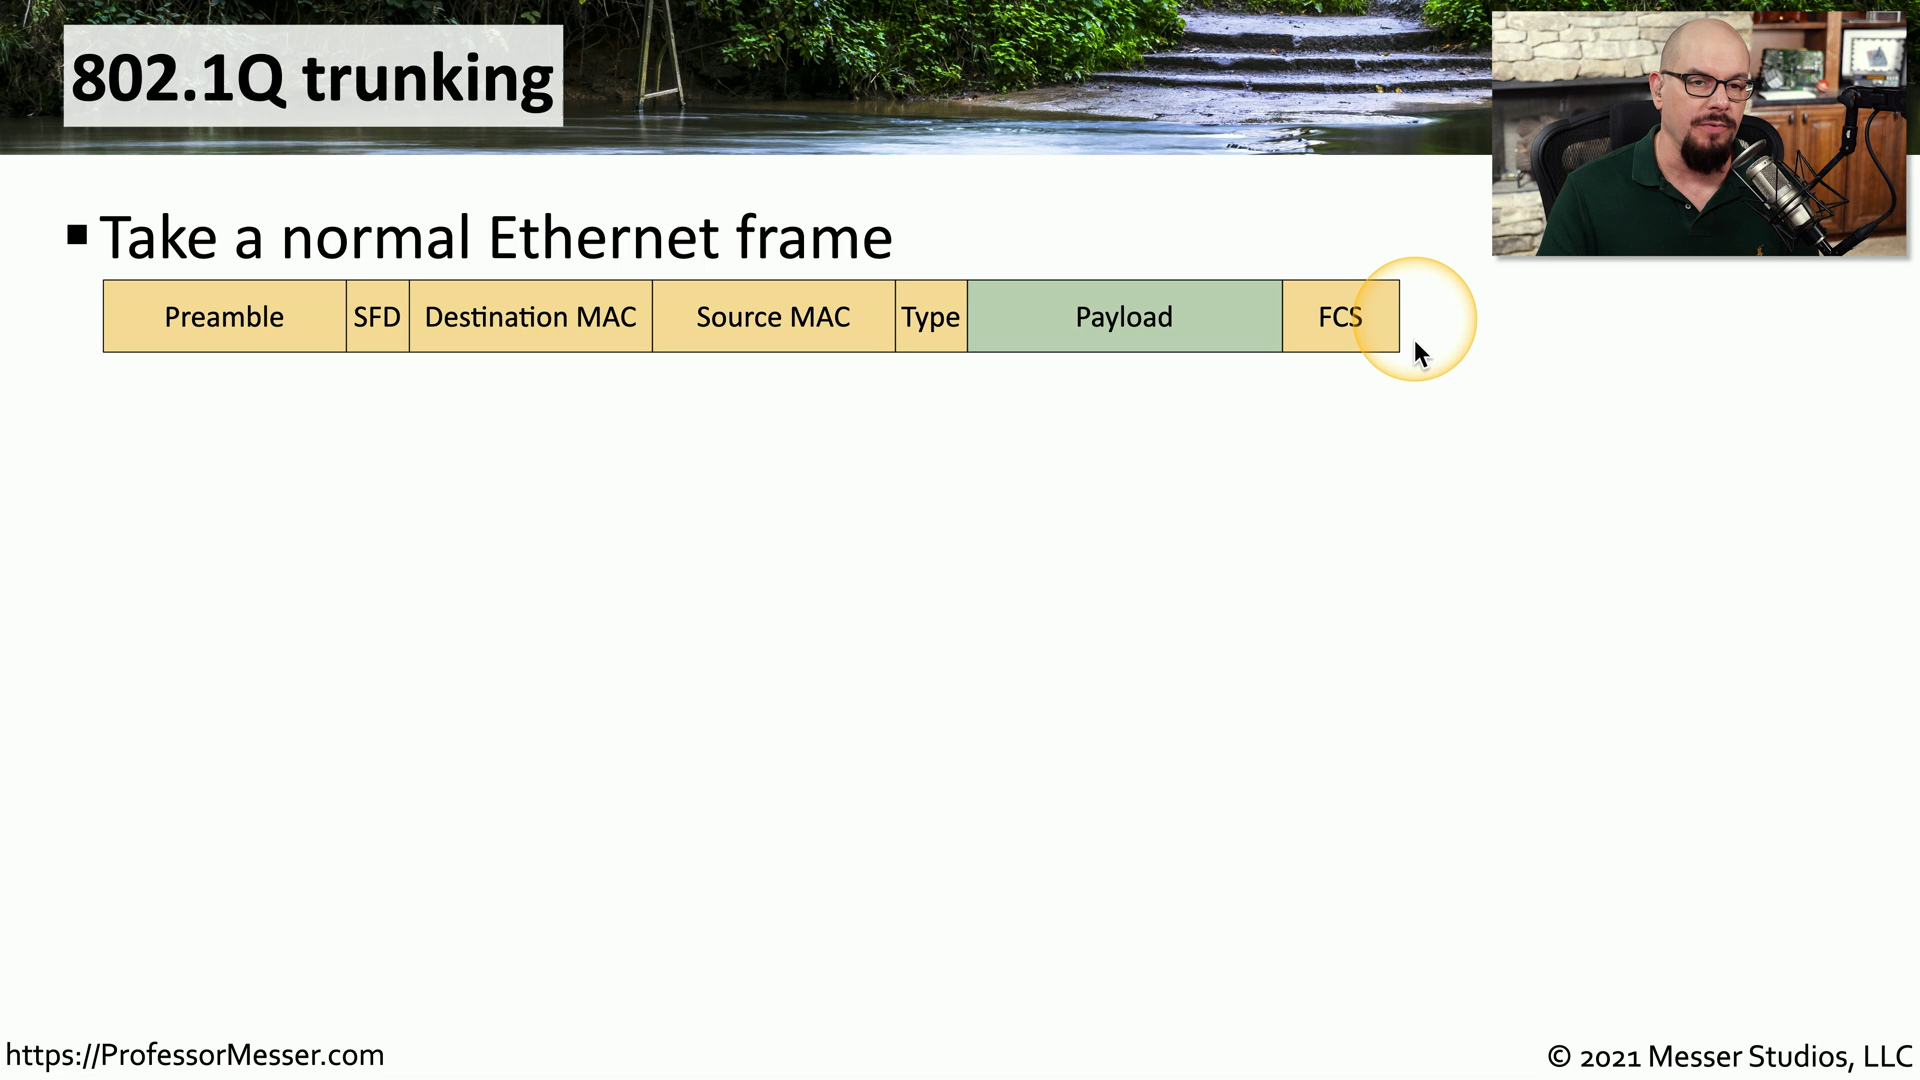 802.1Q trunking
▪ Take a normal Ethernet frame
Preamble SFD Destination MAC Source MAC Type Payload FCS
https://ProfessorMesser.com
© 2021 Messer Studios, LLC